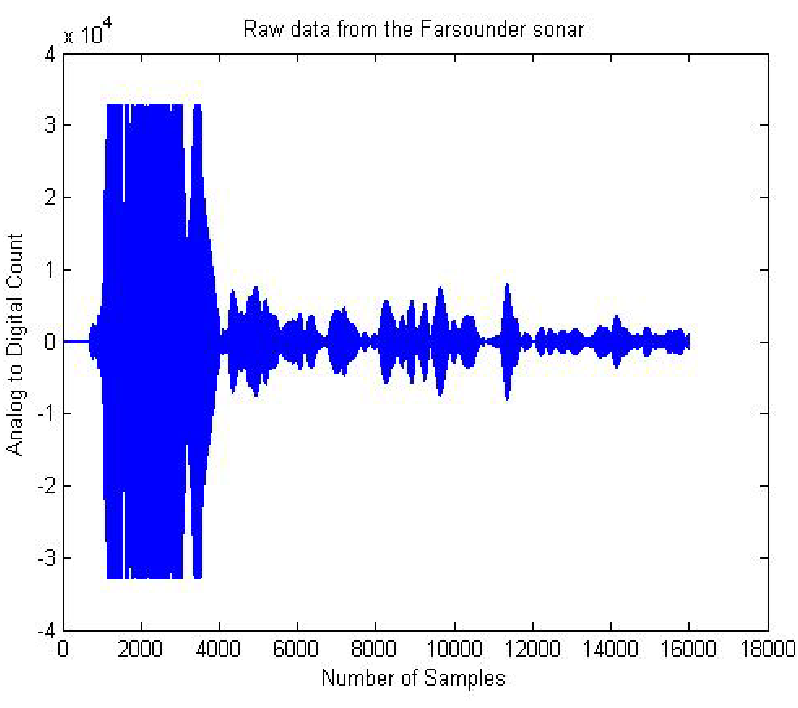 Raw data from the Farsounder sonar
x 10^4
4
3
2
1
0
-1
-2
-3
-4
Analog to Digital Count
0 2000 4000 6000 8000 10000 12000 14000 16000 18000
Number of Samples